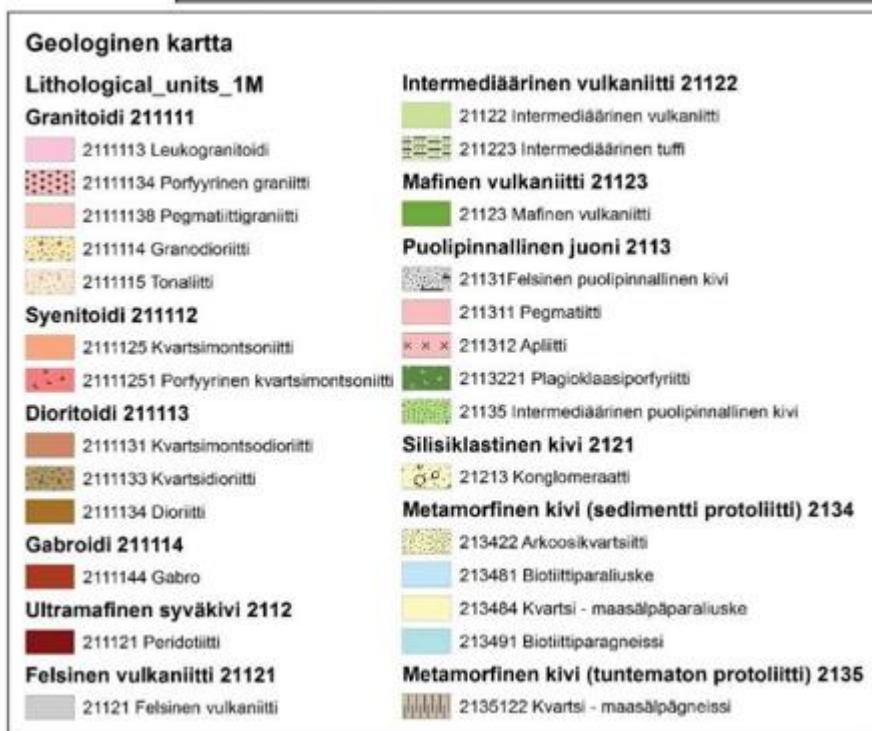 Geologinen kartta
Lithological_units_1M
Granitoidi 211111
2111113 Leukogranitoidi
21111134 Porfyyrinen graniitti
21111138 Pegmatiittigraniitti
2111114 Granodioriitti
2111115 Tonaliitti
Syenitoidi 211112
2111125 Kvartsimontsoniitti
21111251 Porfyyrinen kvartsimontsoniitti
Dioritoidi 211113
2111131 Kvartsimontsodioriitti
2111133 Kvartsidioriitti
2111134 Dioriitti
Gabroidi 211114
2111144 Gabro
Ultramafinen syväkivi 2112
211121 Peridotiitti
Felsinen vulkaniitti 21121
21121 Felsinen vulkaniitti
Intermediäärinen vulkaniitti 21122
21122 Intermediäärinen vulkaniitti
211223 Intermediäärinen tuffi
Mafinen vulkaniitti 21123
21123 Mafinen vulkaniitti
Puolipinnallinen juoni 2113
21131Felsinen puolipinnallinen kivi
211311 Pegmatiitti
211312 Apliitti
2113221 Plagioklaasiporfyriitti
21135 Intermediäärinen puolipinnallinen kivi
Silisiklastinen kivi 2121
21213 Konglomeraatti
Metamorfinen kivi (sedimentti protoliitti) 2134
213422 Arkoosikvartsiitti
213481 Biotiittiparaliuske
213484 Kvartsi - maasälpäparaliuske
213491 Biotiittiparagneissi
Metamorfinen kivi (tuntematon protoliitti) 2135
2135122 Kvartsi - maasälpägneissi